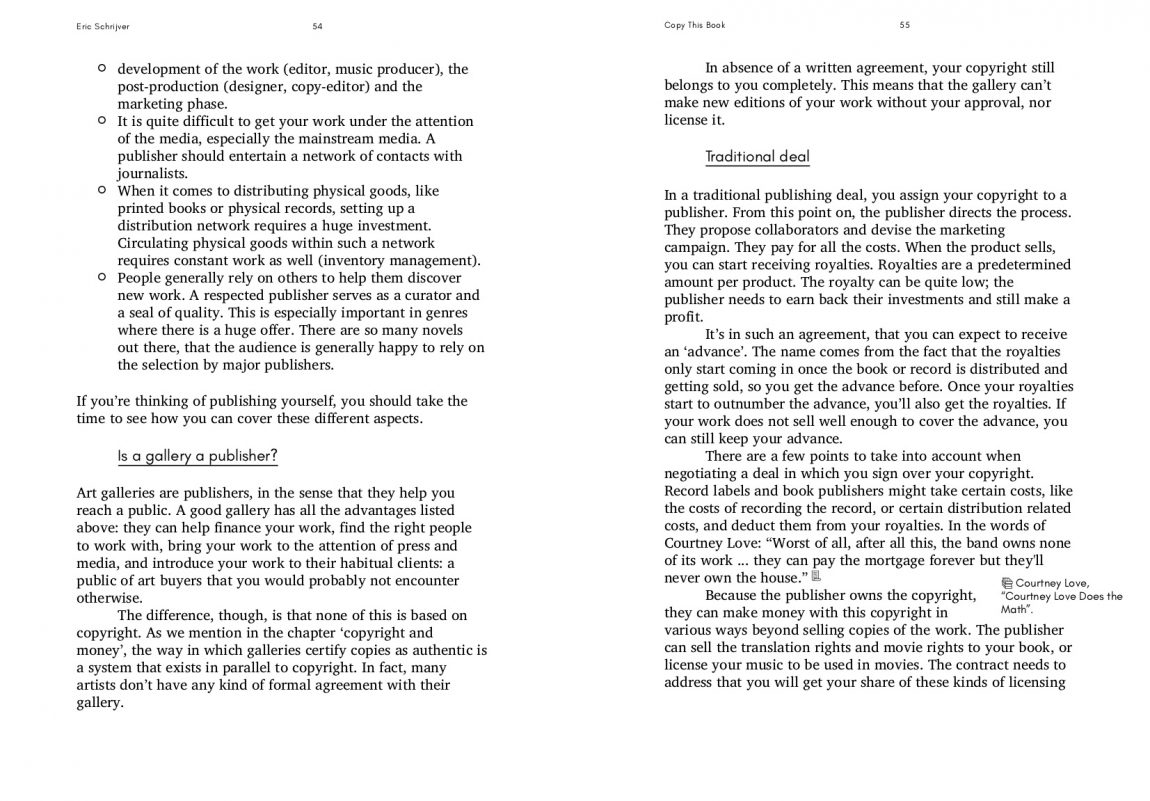 Eric Schrijver
54
○ development of the work (editor, music producer), the
post-production (designer, copy-editor) and the
marketing phase.
○ It is quite difficult to get your work under the attention
of the media, especially the mainstream media. A
publisher should entertain a network of contacts with
journalists.
○ When it comes to distributing physical goods, like
printed books or physical records, setting up a
distribution network requires a huge investment.
Circulating physical goods within such a network
requires constant work as well (inventory management).
○ People generally rely on others to help them discover
new work. A respected publisher serves as a curator and
a seal of quality. This is especially important in genres
where there is a huge offer. There are so many novels
out there, that the audience is generally happy to rely on
the selection by major publishers.
If you’re thinking of publishing yourself, you should take the
time to see how you can cover these different aspects.
Is a gallery a publisher?
Art galleries are publishers, in the sense that they help you
reach a public. A good gallery has all the advantages listed
above: they can help finance your work, find the right people
to work with, bring your work to the attention of press and
media, and introduce your work to their habitual clients: a
public of art buyers that you would probably not encounter
otherwise.
The difference, though, is that none of this is based on
copyright. As we mention in the chapter ‘copyright and
money’, the way in which galleries certify copies as authentic is
a system that exists in parallel to copyright. In fact, many
artists don’t have any kind of formal agreement with their
gallery.
Copy This Book
55
In absence of a written agreement, your copyright still
belongs to you completely. This means that the gallery can’t
make new editions of your work without your approval, nor
license it.
Traditional deal
In a traditional publishing deal, you assign your copyright to a
publisher. From this point on, the publisher directs the process.
They propose collaborators and devise the marketing
campaign. They pay for all the costs. When the product sells,
you can start receiving royalties. Royalties are a predetermined
amount per product. The royalty can be quite low; the
publisher needs to earn back their investments and still make a
profit.
It’s in such an agreement, that you can expect to receive
an ‘advance’. The name comes from the fact that the royalties
only start coming in once the book or record is distributed and
getting sold, so you get the advance before. Once your royalties
start to outnumber the advance, you’ll also get the royalties. If
your work does not sell well enough to cover the advance, you
can still keep your advance.
There are a few points to take into account when
negotiating a deal in which you sign over your copyright.
Record labels and book publishers might take certain costs, like
the costs of recording the record, or certain distribution related
costs, and deduct them from your royalties. In the words of
Courtney Love: “Worst of all, after all this, the band owns none
of its work ... they can pay the mortgage forever but they'll
never own the house.”
Courtney Love,
“Courtney Love Does the
Math”.
Because the publisher owns the copyright,
they can make money with this copyright in
various ways beyond selling copies of the work. The publisher
can sell the translation rights and movie rights to your book, or
license your music to be used in movies. The contract needs to
address that you will get your share of these kinds of licensing